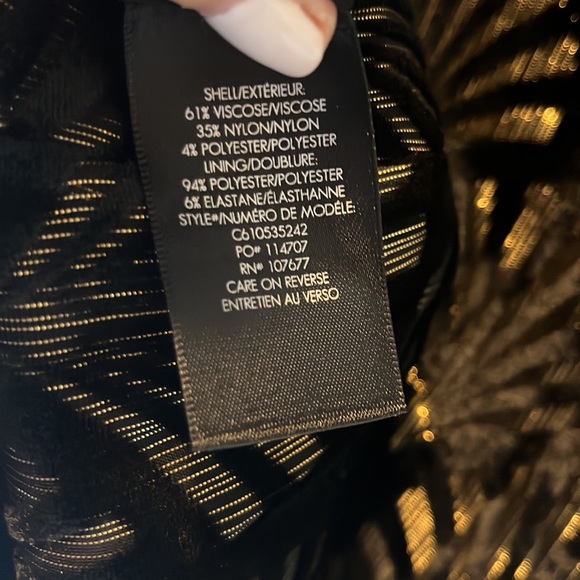 SHELL/EXTÉRIEUR:
61% VISCOSE/VISCOSE
35% NYLON/NYLON
4% POLYESTER/POLYESTER
LINING/DOUBLURE:
94% POLYESTER/POLYESTER
6% ELASTANE/ÉLASTHANNE
STYLE#/NUMÉRO DE MODÈLE:
C610535242
PO# 114707
RN# 107677
CARE ON REVERSE
ENTRETIEN AU VERSO